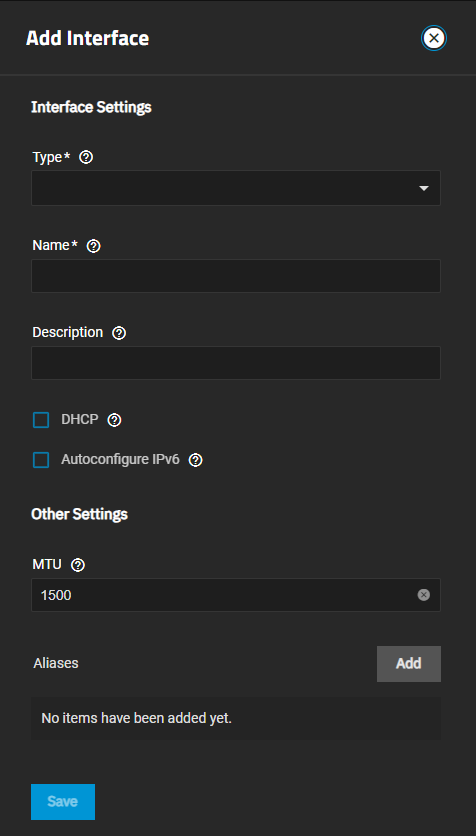 Add Interface
Interface Settings
Type*
Name*
Description
DHCP
Autoconfigure IPv6
Other Settings
MTU
1500
Aliases
Add
No items have been added yet.
Save